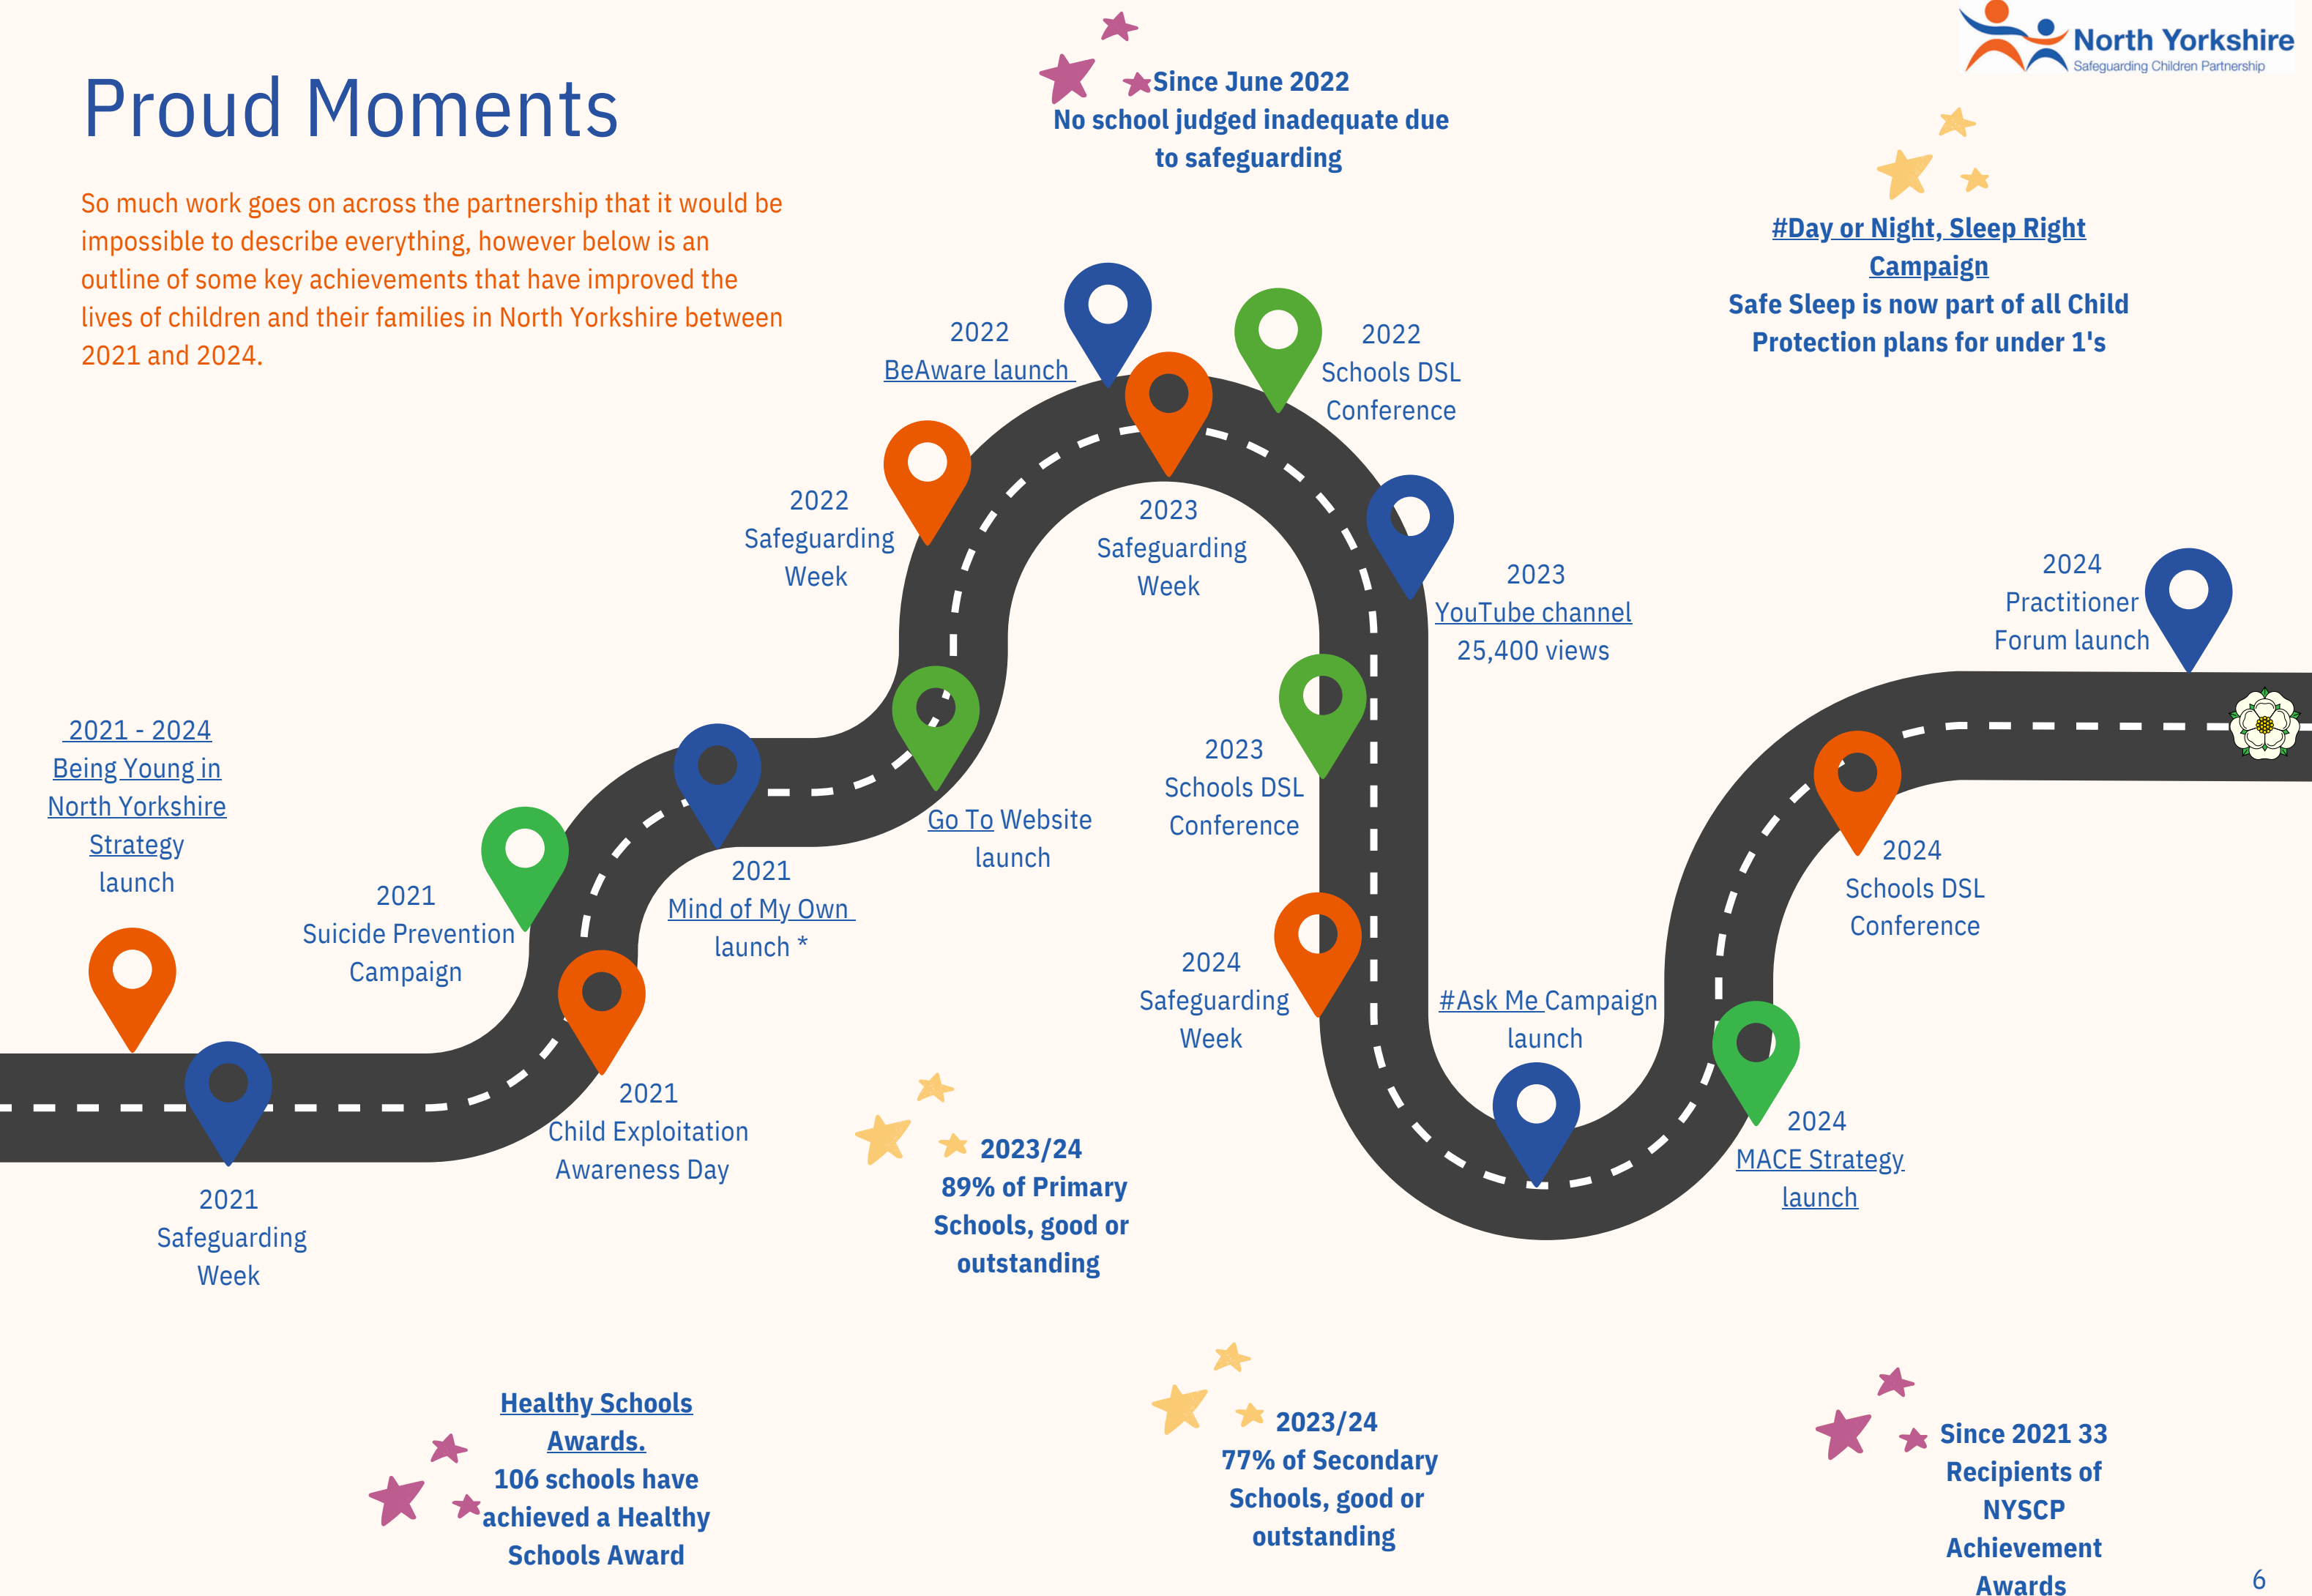 North Yorkshire
Safeguarding Children Partnership
Proud Moments
So much work goes on across the partnership that it would be
impossible to describe everything, however below is an
outline of some key achievements that have improved the
lives of children and their families in North Yorkshire between
2021 and 2024.
Since June 2022
No school judged inadequate due
to safeguarding
#Day or Night, Sleep Right
Campaign
Safe Sleep is now part of all Child
Protection plans for under 1's
2021 - 2024
Being Young in
North Yorkshire
Strategy
launch
2021
Safeguarding
Week
2021
Suicide Prevention
Campaign
2021
Child Exploitation
Awareness Day
2021
Mind of My Own
launch *
Go To Website
launch
2022
Safeguarding
Week
2022
BeAware launch
2023
Safeguarding
Week
2022
Schools DSL
Conference
2023
YouTube channel
25,400 views
2023
Schools DSL
Conference
2024
Safeguarding
Week
#Ask Me Campaign
launch
2024
MACE Strategy
launch
2024
Schools DSL
Conference
2024
Practitioner
Forum launch
2023/24
89% of Primary
Schools, good or
outstanding
Healthy Schools
Awards.
106 schools have
achieved a Healthy
Schools Award
2023/24
77% of Secondary
Schools, good or
outstanding
Since 2021 33
Recipients of
NYSCP
Achievement
Awards
6